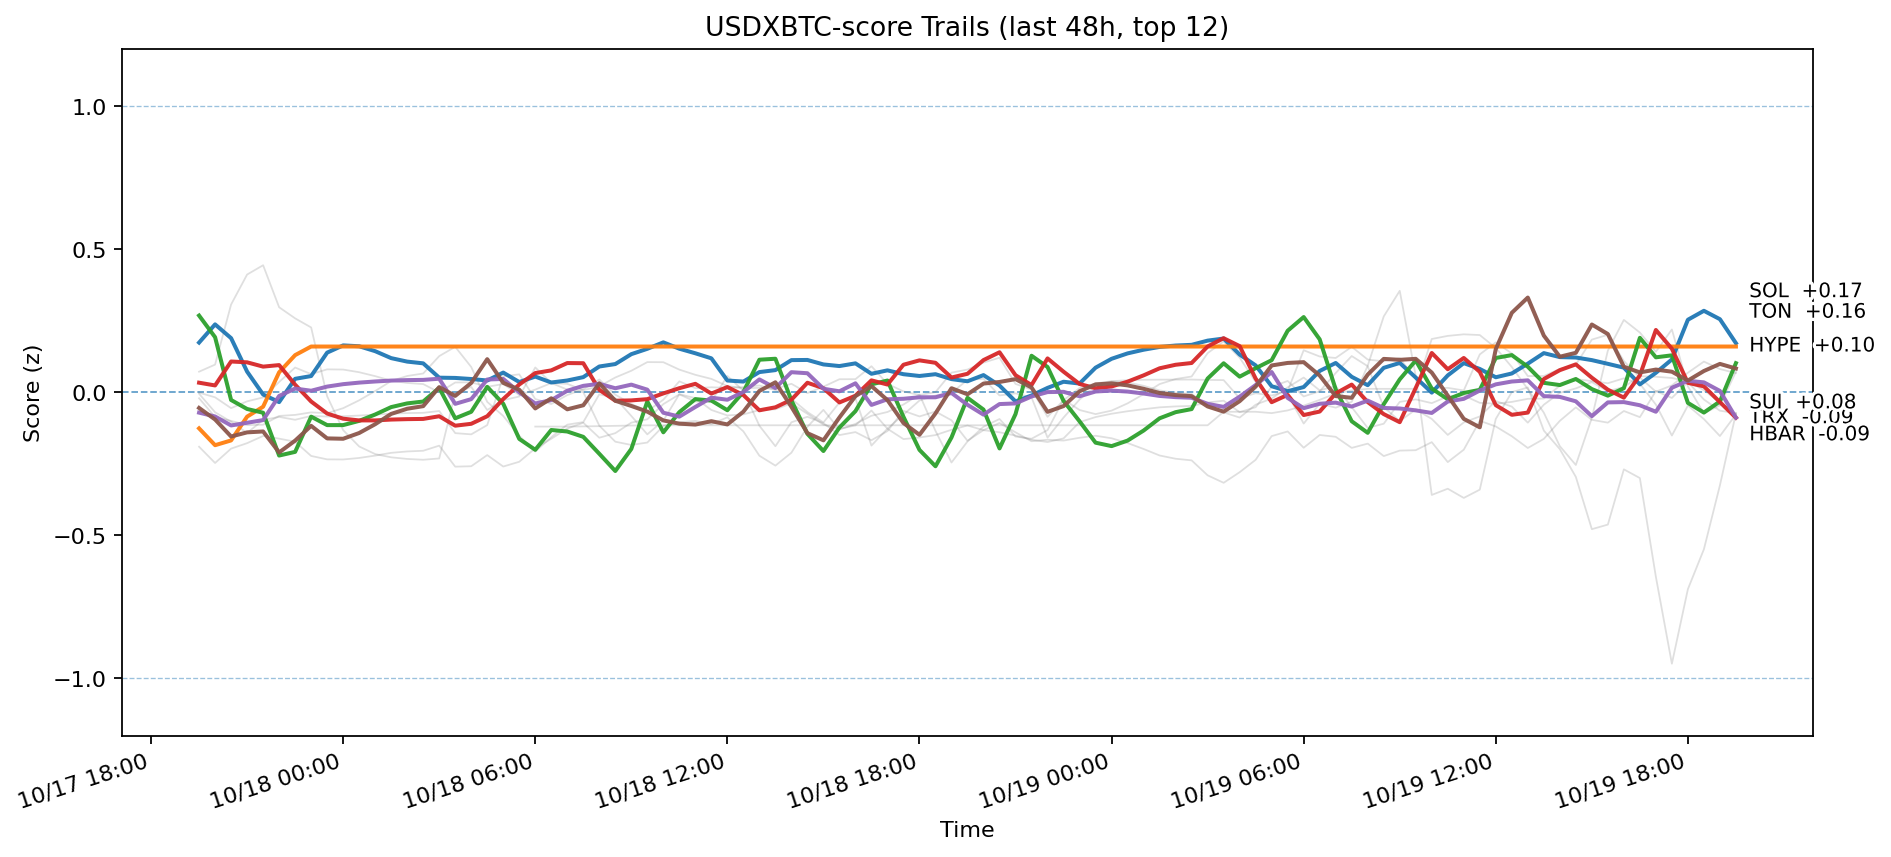 USDXBTC-score Trails (last 48h, top 12)
1.0
0.5
0.0
−0.5
−1.0
Score (z)
SOL +0.17
TON +0.16
HYPE +0.10
SUI +0.08
TRX -0.09
HBAR -0.09
10/17 18:00
10/18 00:00
10/18 06:00
10/18 12:00
10/18 18:00
10/19 00:00
10/19 06:00
10/19 12:00
10/19 18:00
Time